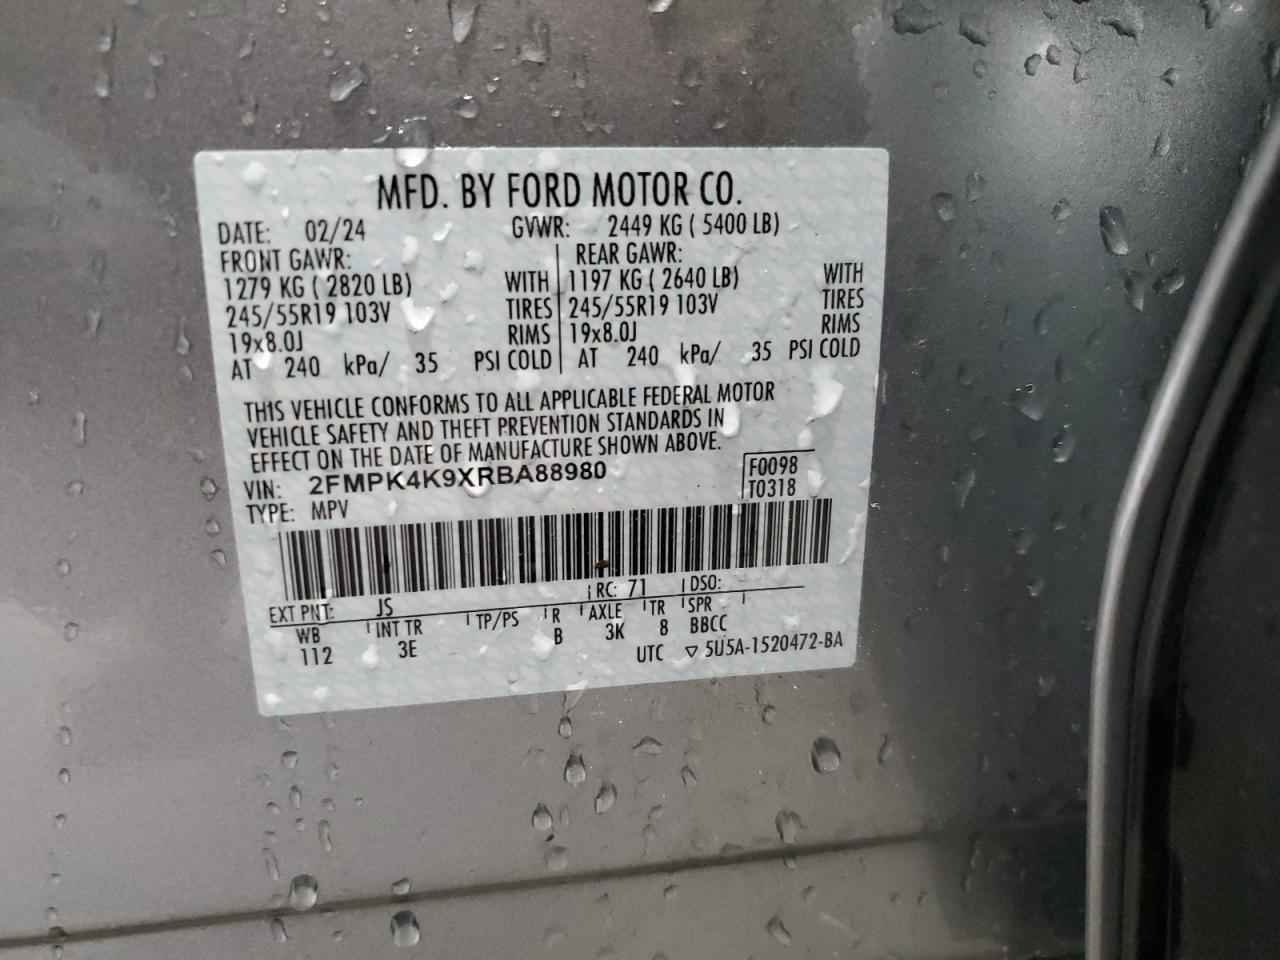 MFD. BY FORD MOTOR CO.
DATE: 02/24 GVWR: 2449 KG ( 5400 LB)
FRONT GAWR: REAR GAWR:
1279 KG ( 2820 LB) WITH 1197 KG ( 2640 LB) WITH
245/55R19 103V TIRES 245/55R19 103V TIRES
19x8.0J RIMS 19x8.0J RIMS
AT 240 kPa/ 35 PSI COLD AT 240 kPa/ 35 PSI COLD
THIS VEHICLE CONFORMS TO ALL APPLICABLE FEDERAL MOTOR
VEHICLE SAFETY AND THEFT PREVENTION STANDARDS IN
EFFECT ON THE DATE OF MANUFACTURE SHOWN ABOVE.
VIN: 2FMPK4K9XRBA88980 F0098
TYPE: MPV T0318
EXT PNT: JS RC: 71 DSO:
WB INT TR TP/PS R AXLE TR SPR
112 3E B 3K 8 BBCC
UTC ▽ 5U5A-1520472-BA